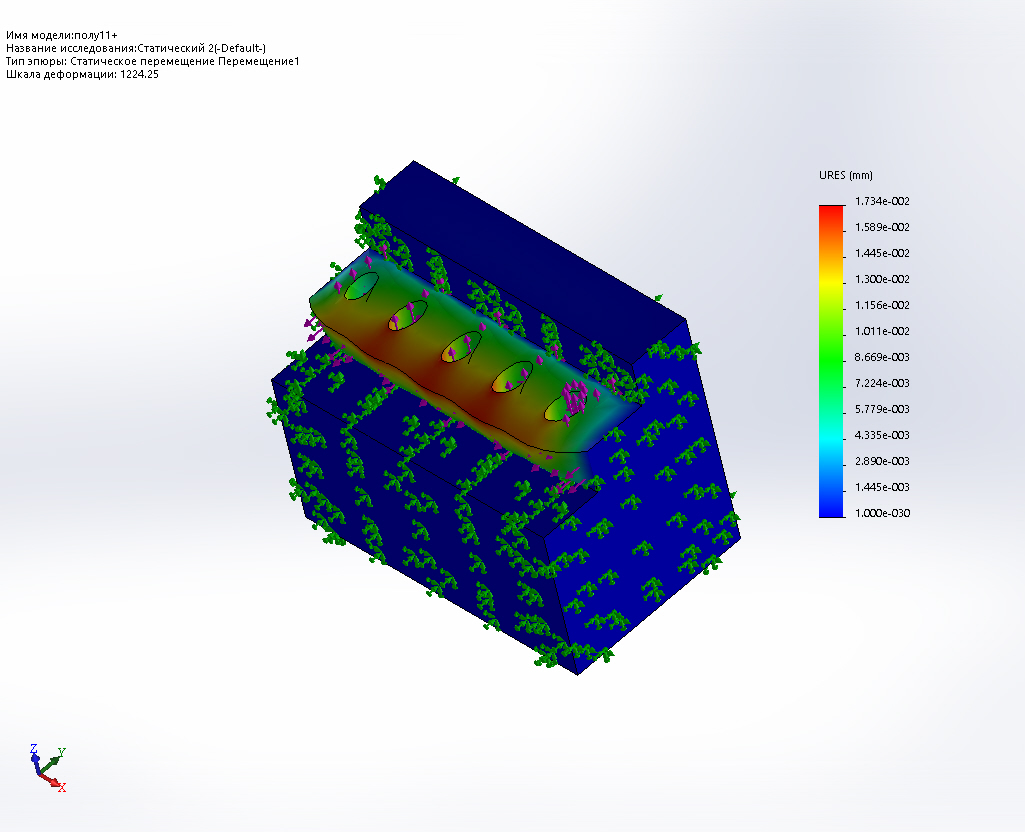 Имя модели:полу11+
Название исследования:Статический 2(-Default-)
Тип эпюры: Статическое перемещение Перемещение1
Шкала деформации: 1224.25
URES (mm)
1.734e-002
1.589e-002
1.445e-002
1.300e-002
1.156e-002
1.011e-002
8.669e-003
7.224e-003
5.779e-003
4.335e-003
2.890e-003
1.445e-003
1.000e-030
Z
Y
X